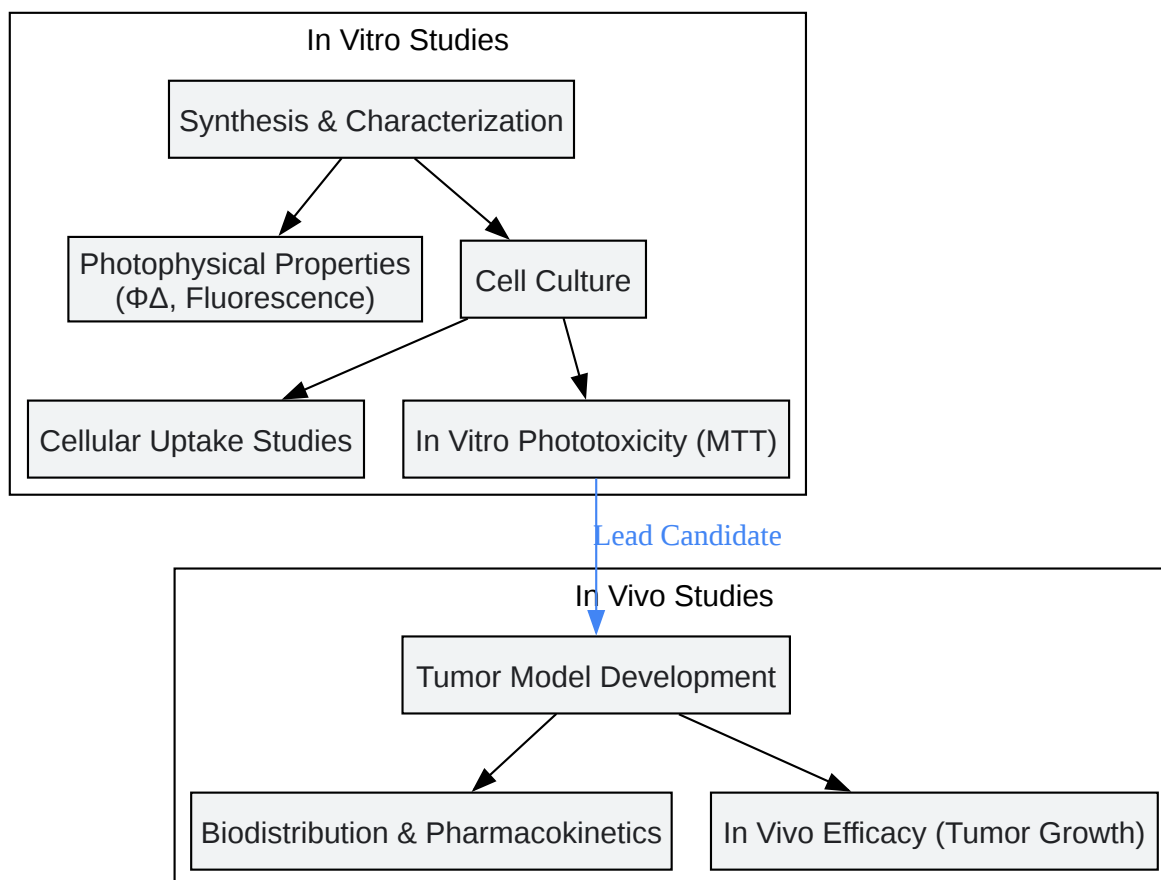 In Vitro Studies
Synthesis & Characterization
Photophysical Properties
(ΦΔ, Fluorescence)
Cell Culture
Cellular Uptake Studies
In Vitro Phototoxicity (MTT)
Lead Candidate
In Vivo Studies
Tumor Model Development
Biodistribution & Pharmacokinetics
In Vivo Efficacy (Tumor Growth)